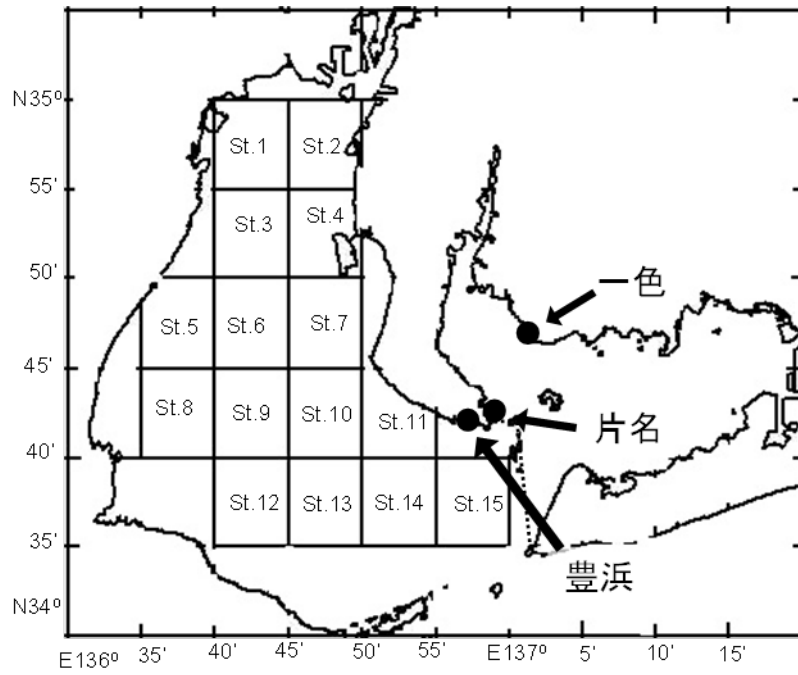 N35º
St.1
St.2
55'
St.3
St.4
50'
一色
St.5
St.6
St.7
45'
St.8
St.9
St.10
St.11
片名
40'
St.12
St.13
St.14
St.15
35'
豊浜
N34º
E136º
35'
40'
45'
50'
55'
E137º
5'
10'
15'